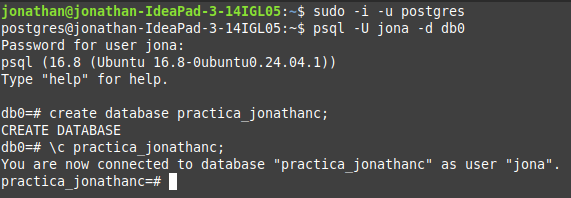 jonathan@jonathan-IdeaPad-3-14IGL05:~$ sudo -i -u postgres
postgres@jonathan-IdeaPad-3-14IGL05:~$ psql -U jona -d db0
Password for user jona:
psql (16.8 (Ubuntu 16.8-0ubuntu0.24.04.1))
Type "help" for help.

db0=# create database practica_jonathanc;
CREATE DATABASE
db0=# \c practica_jonathanc;
You are now connected to database "practica_jonathanc" as user "jona".
practica_jonathanc=#